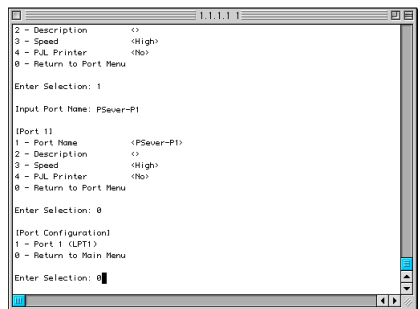 1.1.1.1 1
2 - Description <>
3 - Speed <High>
4 - PJL Printer <No>
0 - Return to Port Menu
Enter Selection: 1
Input Port Name: PSever-P1
[Port 1]
1 - Port Name <PSever-P1>
2 - Description <>
3 - Speed <High>
4 - PJL Printer <No>
0 - Return to Port Menu
Enter Selection: 0
[Port Configuration]
1 - Port 1 (LPT1)
0 - Return to Main Menu
Enter Selection: 0